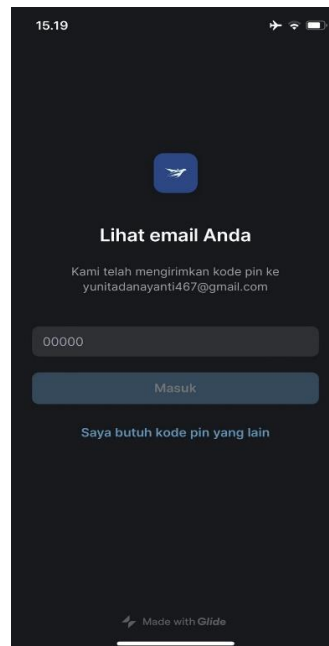 15.19
Lihat email Anda
Kami telah mengirimkan kode pin ke
yunitadanayanti467@gmail.com
00000
Masuk
Saya butuh kode pin yang lain
Made with Glide